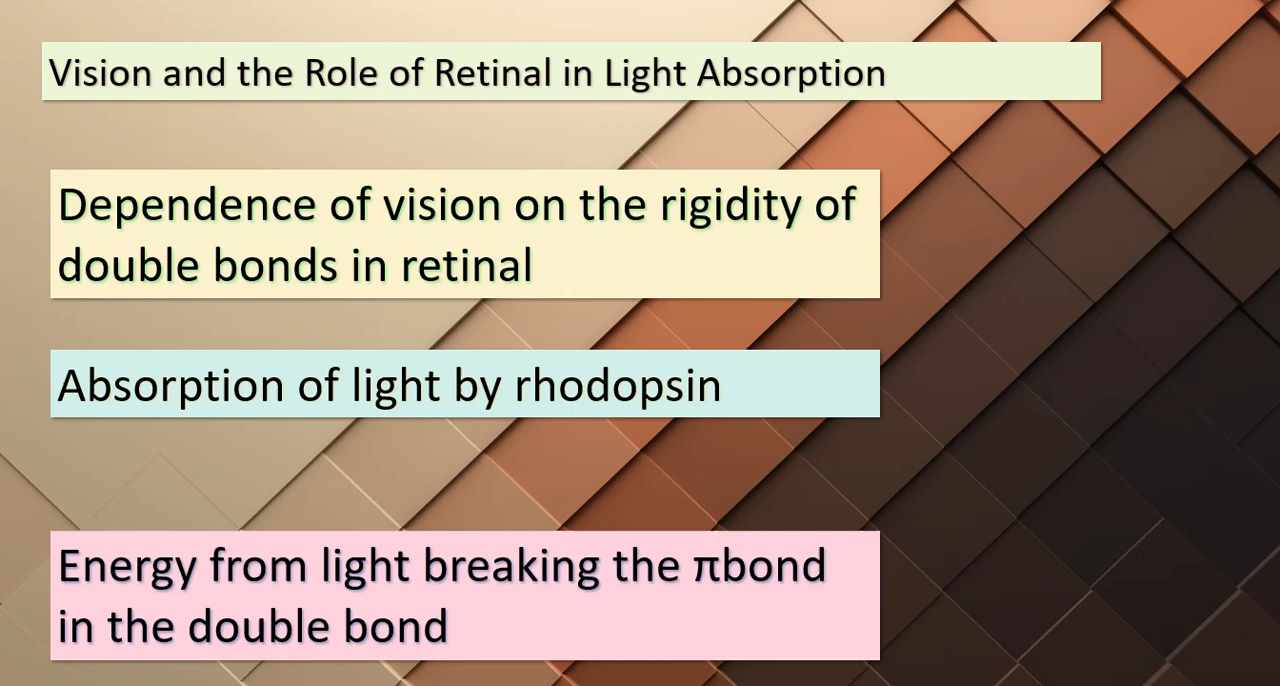 Vision and the Role of Retinal in Light Absorption
Dependence of vision on the rigidity of
double bonds in retinal
Absorption of light by rhodopsin
Energy from light breaking the πbond
in the double bond